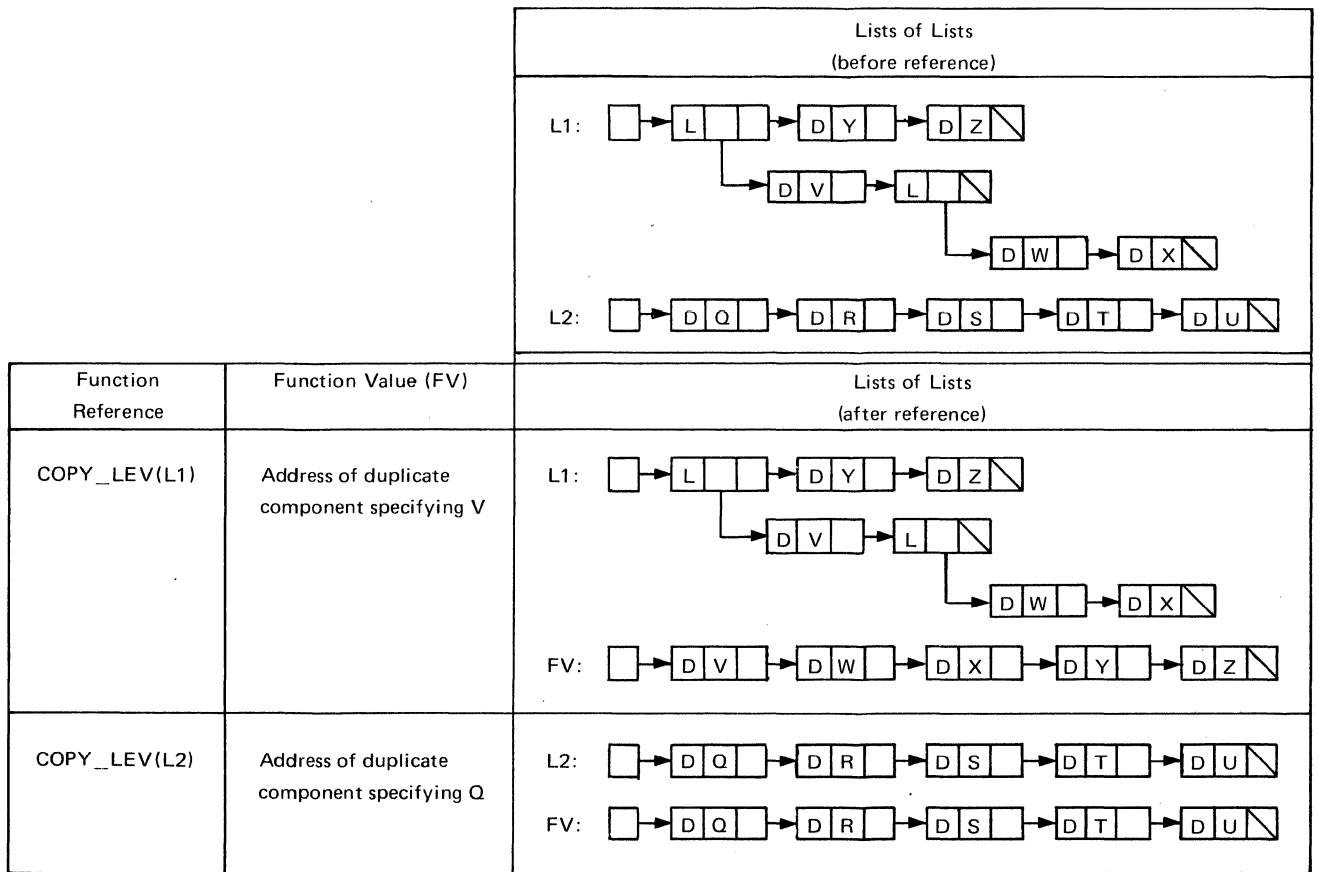 Lists of Lists
(before reference)
L1: L D Y D Z
D V L
D W D X
L2: D Q D R D S D T D U
Function Reference
Function Value (FV)
Lists of Lists
(after reference)
COPY_LEV(L1)
Address of duplicate
component specifying V
L1: L D Y D Z
D V L
D W D X
FV: D V D W D X D Y D Z
COPY_LEV(L2)
Address of duplicate
component specifying Q
L2: D Q D R D S D T D U
FV: D Q D R D S D T D U